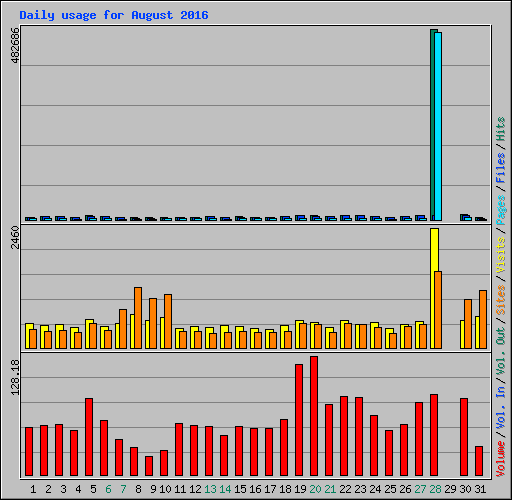 Daily usage for August 2016
482686
2460
128.18
Volume / Vol. In / Vol. Out / Sites / Visits / Pages / Files / Hits
1 2 3 4 5 6 7 8 9 10 11 12 13 14 15 16 17 18 19 20 21 22 23 24 25 26 27 28 29 30 31